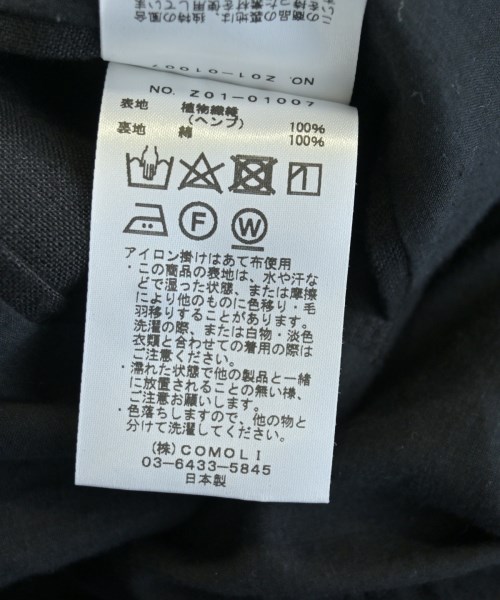 NO. Z01-01007
NO. Z01-01007
表地 植物繊維
(ヘンプ) 100%
裏地 綿 100%
F
W
アイロン掛けはあて布使用
・この商品の表地は、水や汗な
どで湿った状態、または摩擦
により他のものに色移り・毛
羽移りすることがあります。
洗濯の際、または白物・淡色
衣類と合わせての着用の際は
ご注意ください。
・濡れた状態で他の製品と一緒
に放置されることの無い様、
ご注意お願いします。
・色落ちしますので、他の物と
分けて洗濯してください。
(株)COMOLI
03-6433-5845
日本製